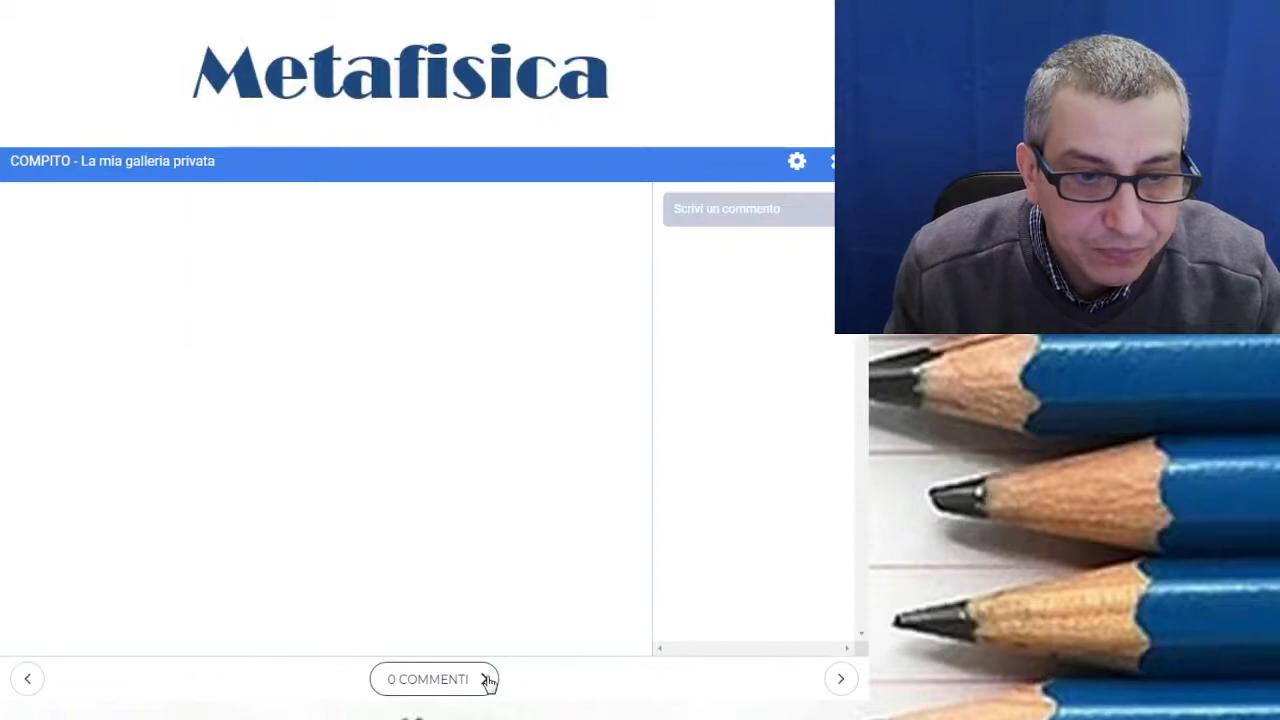 Metafisica
COMPITO - La mia galleria privata
Scrivi un commento
0 COMMENTI